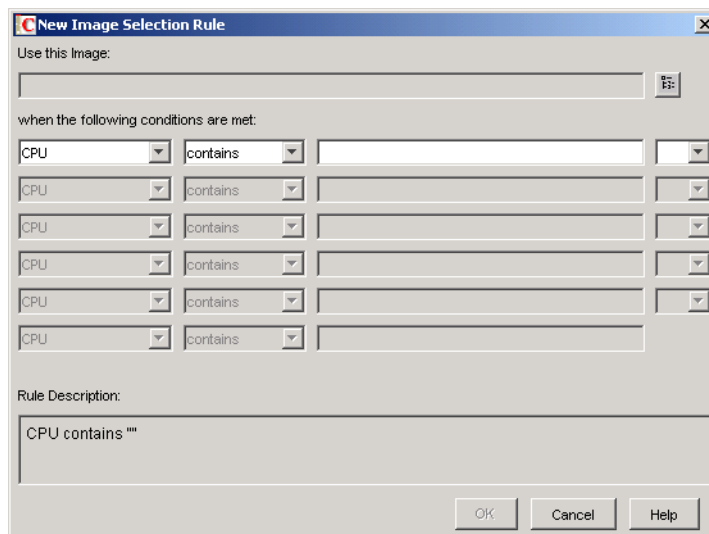 C New Image Selection Rule
Use this Image:
when the following conditions are met:
CPU contains
CPU contains
CPU contains
CPU contains
CPU contains
CPU contains
Rule Description:
CPU contains ""
OK Cancel Help